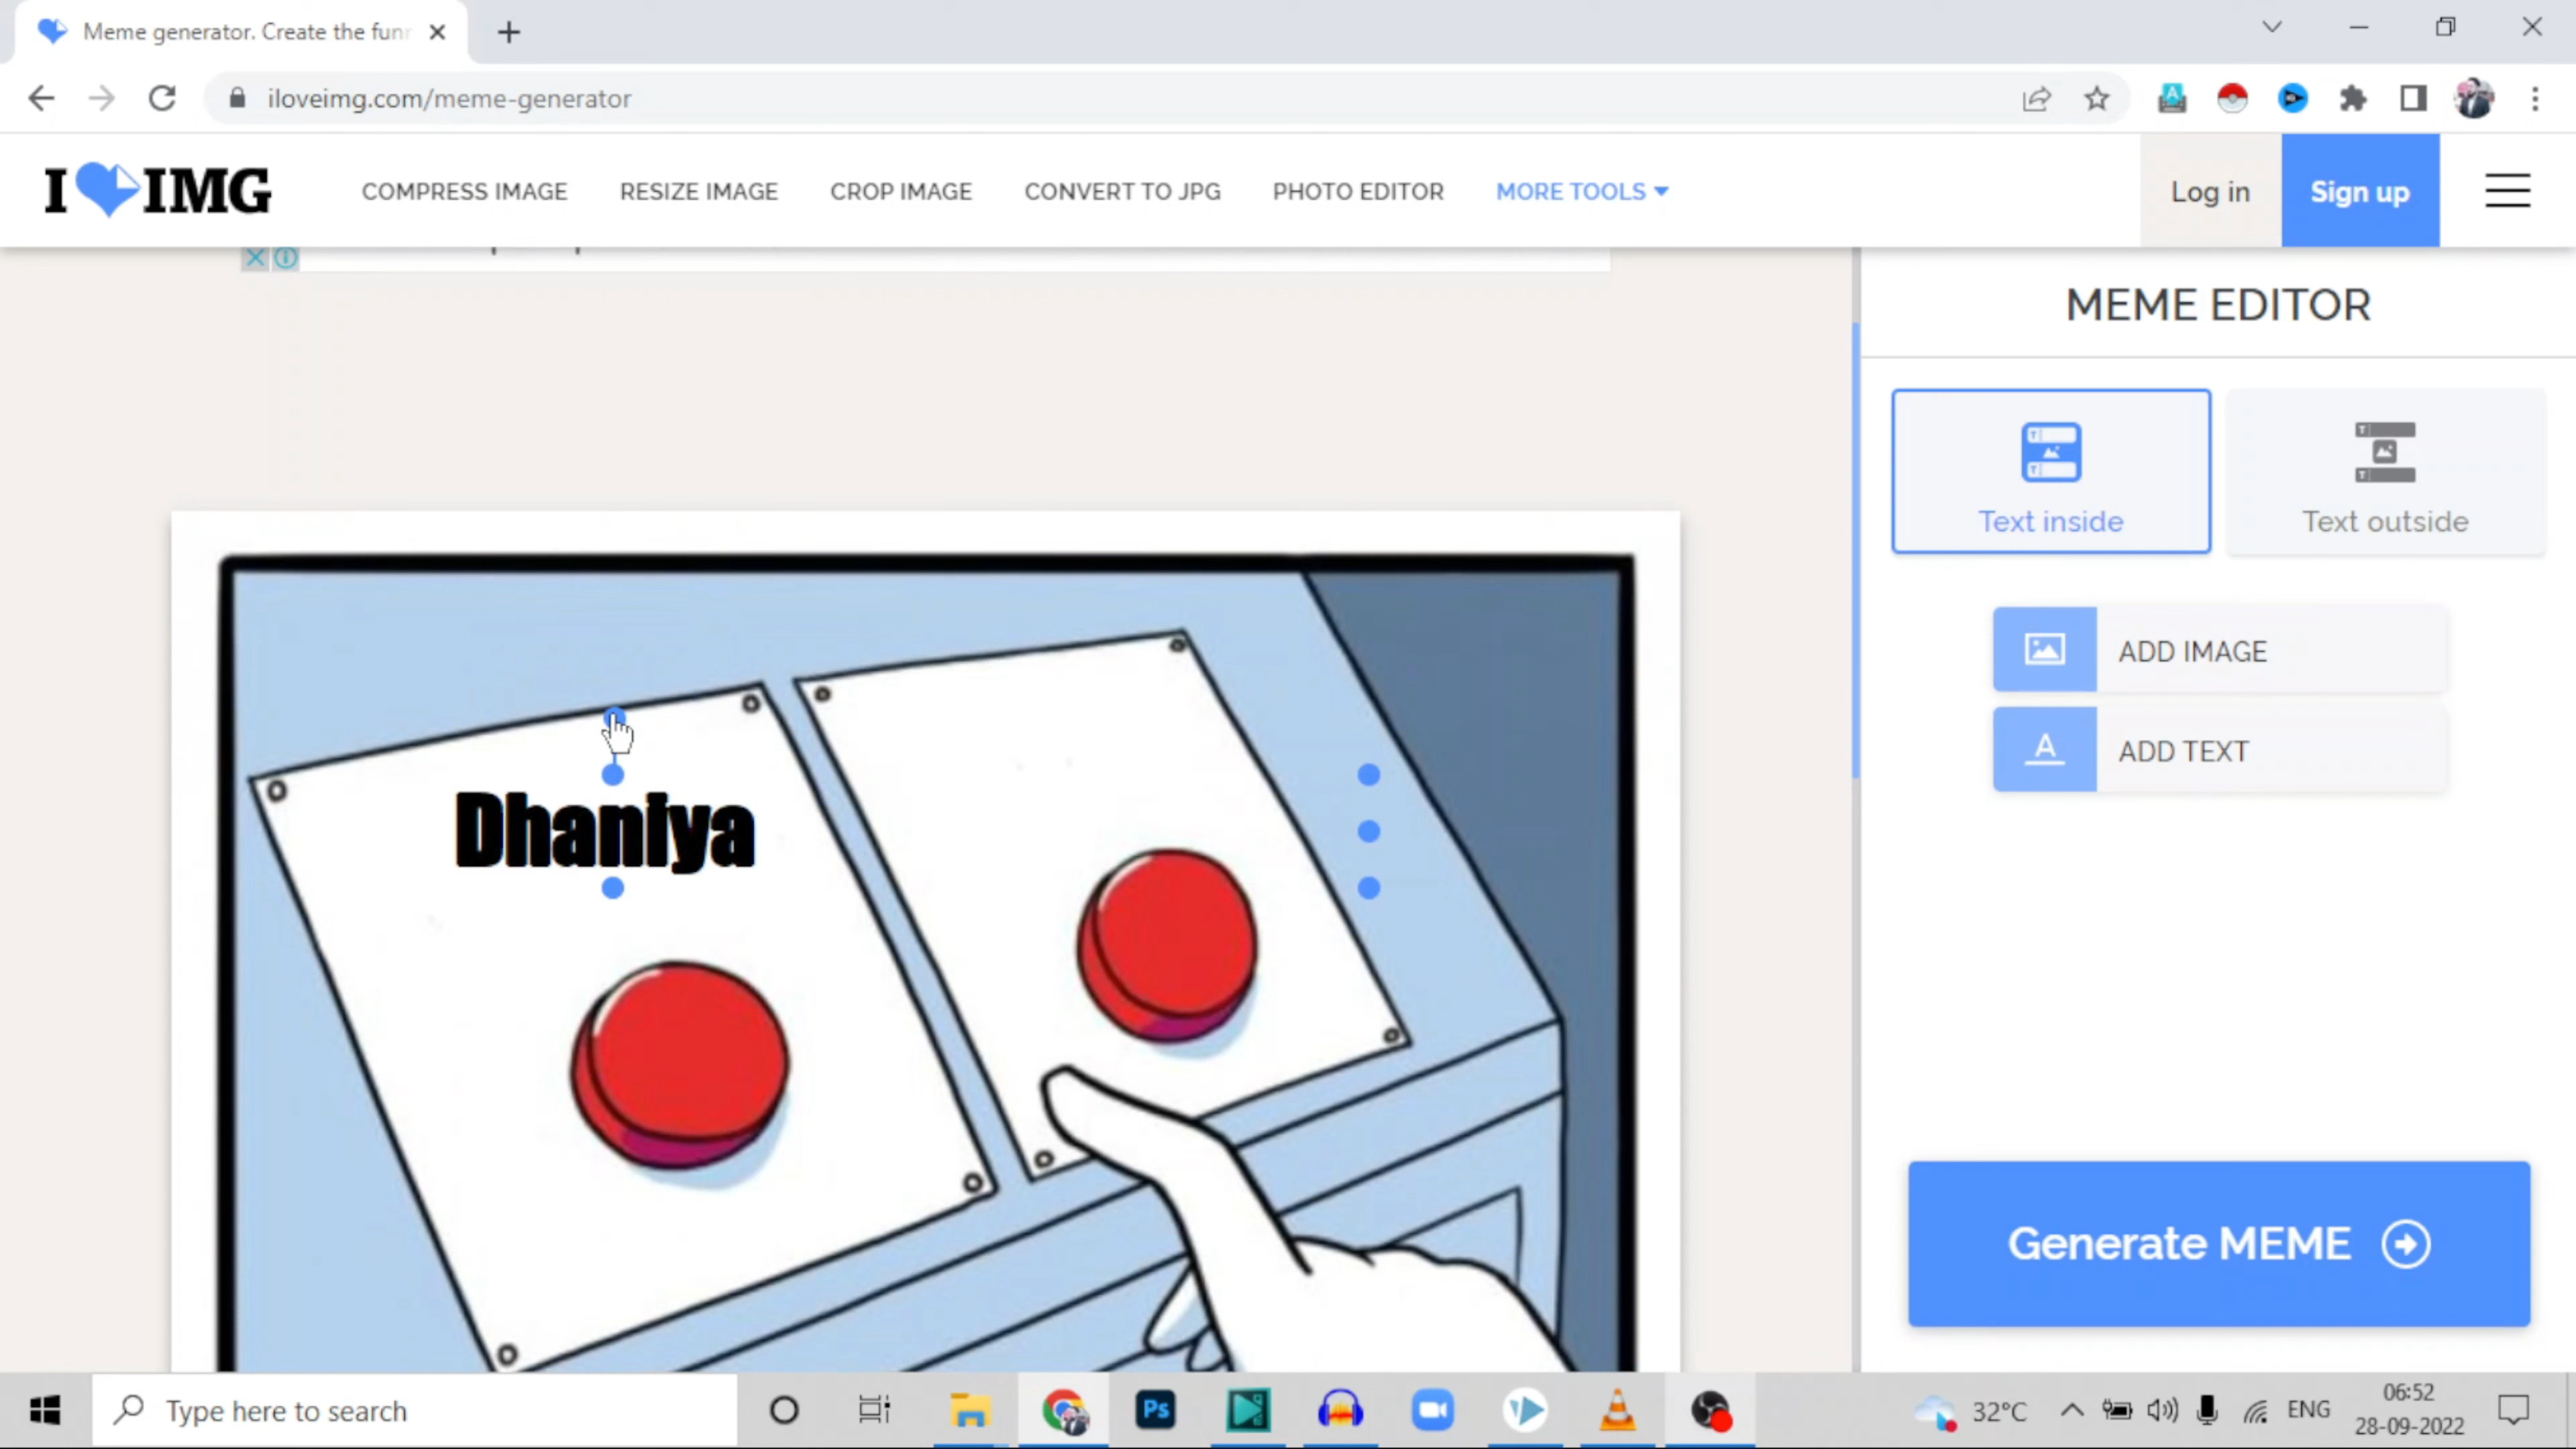 Meme generator. Create the funn
iloveimg.com/meme-generator
I IMG
COMPRESS IMAGE
RESIZE IMAGE
CROP IMAGE
CONVERT TO JPG
PHOTO EDITOR
MORE TOOLS
Log in
Sign up
MEME EDITOR
Text inside
Text outside
ADD IMAGE
ADD TEXT
Dhaniya
Generate MEME
Type here to search
Ps
32°C
ENG
06:52
28-09-2022